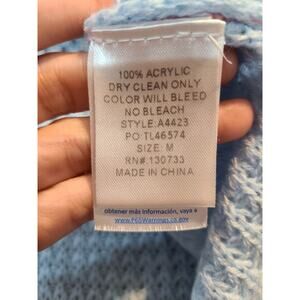 100% ACRYLIC
DRY CLEAN ONLY
COLOR WILL BLEED
NO BLEACH
STYLE: A4423
PO: TL46574
SIZE: M
RN#: 130733
MADE IN CHINA
obtener más información, vaya a
www.P65Warnings.ca.gov